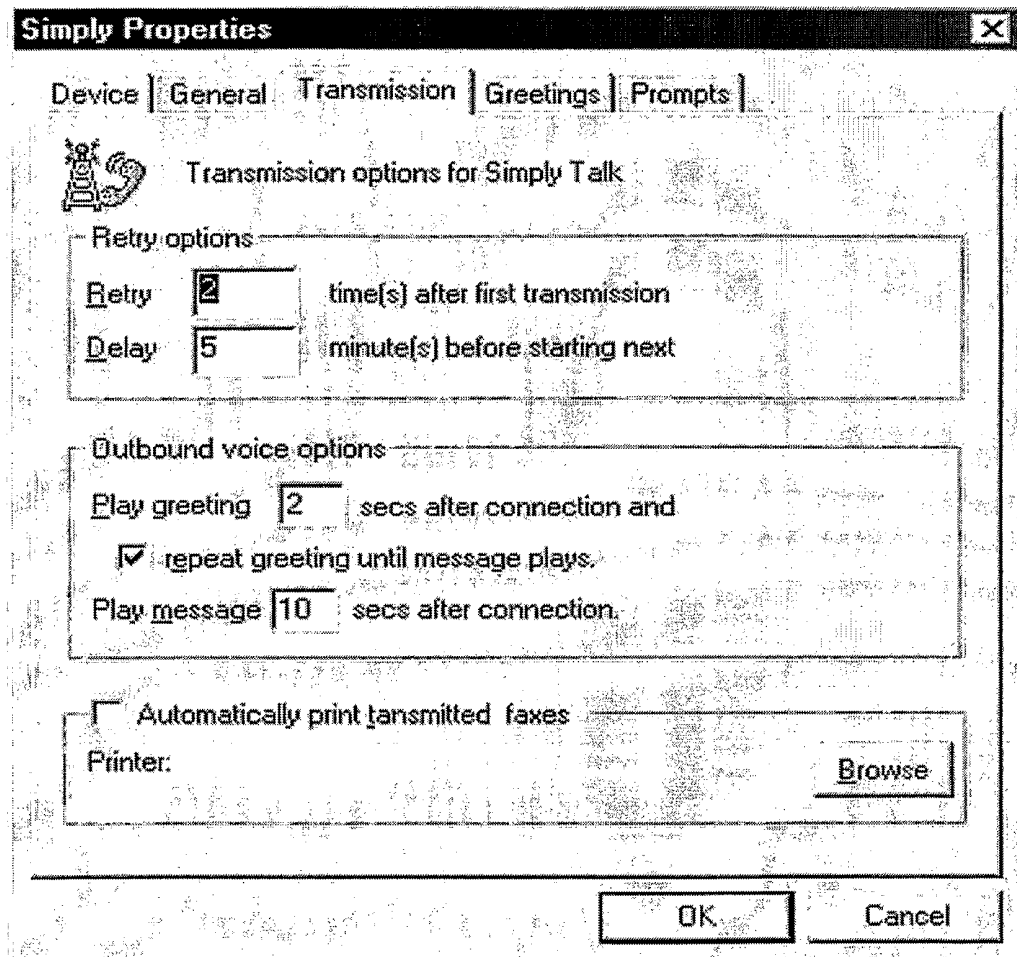 Simply Properties
Device General Transmission Greetings Prompts
Transmission options for Simply Talk
Retry options
Retry 2 time(s) after first transmission
Delay 5 minute(s) before starting next
Outbound voice options
Play greeting 2 secs after connection and
repeat greeting until message plays.
Play message 10 secs after connection.
Automatically print tansmitted faxes
Printer:
Browse
OK Cancel